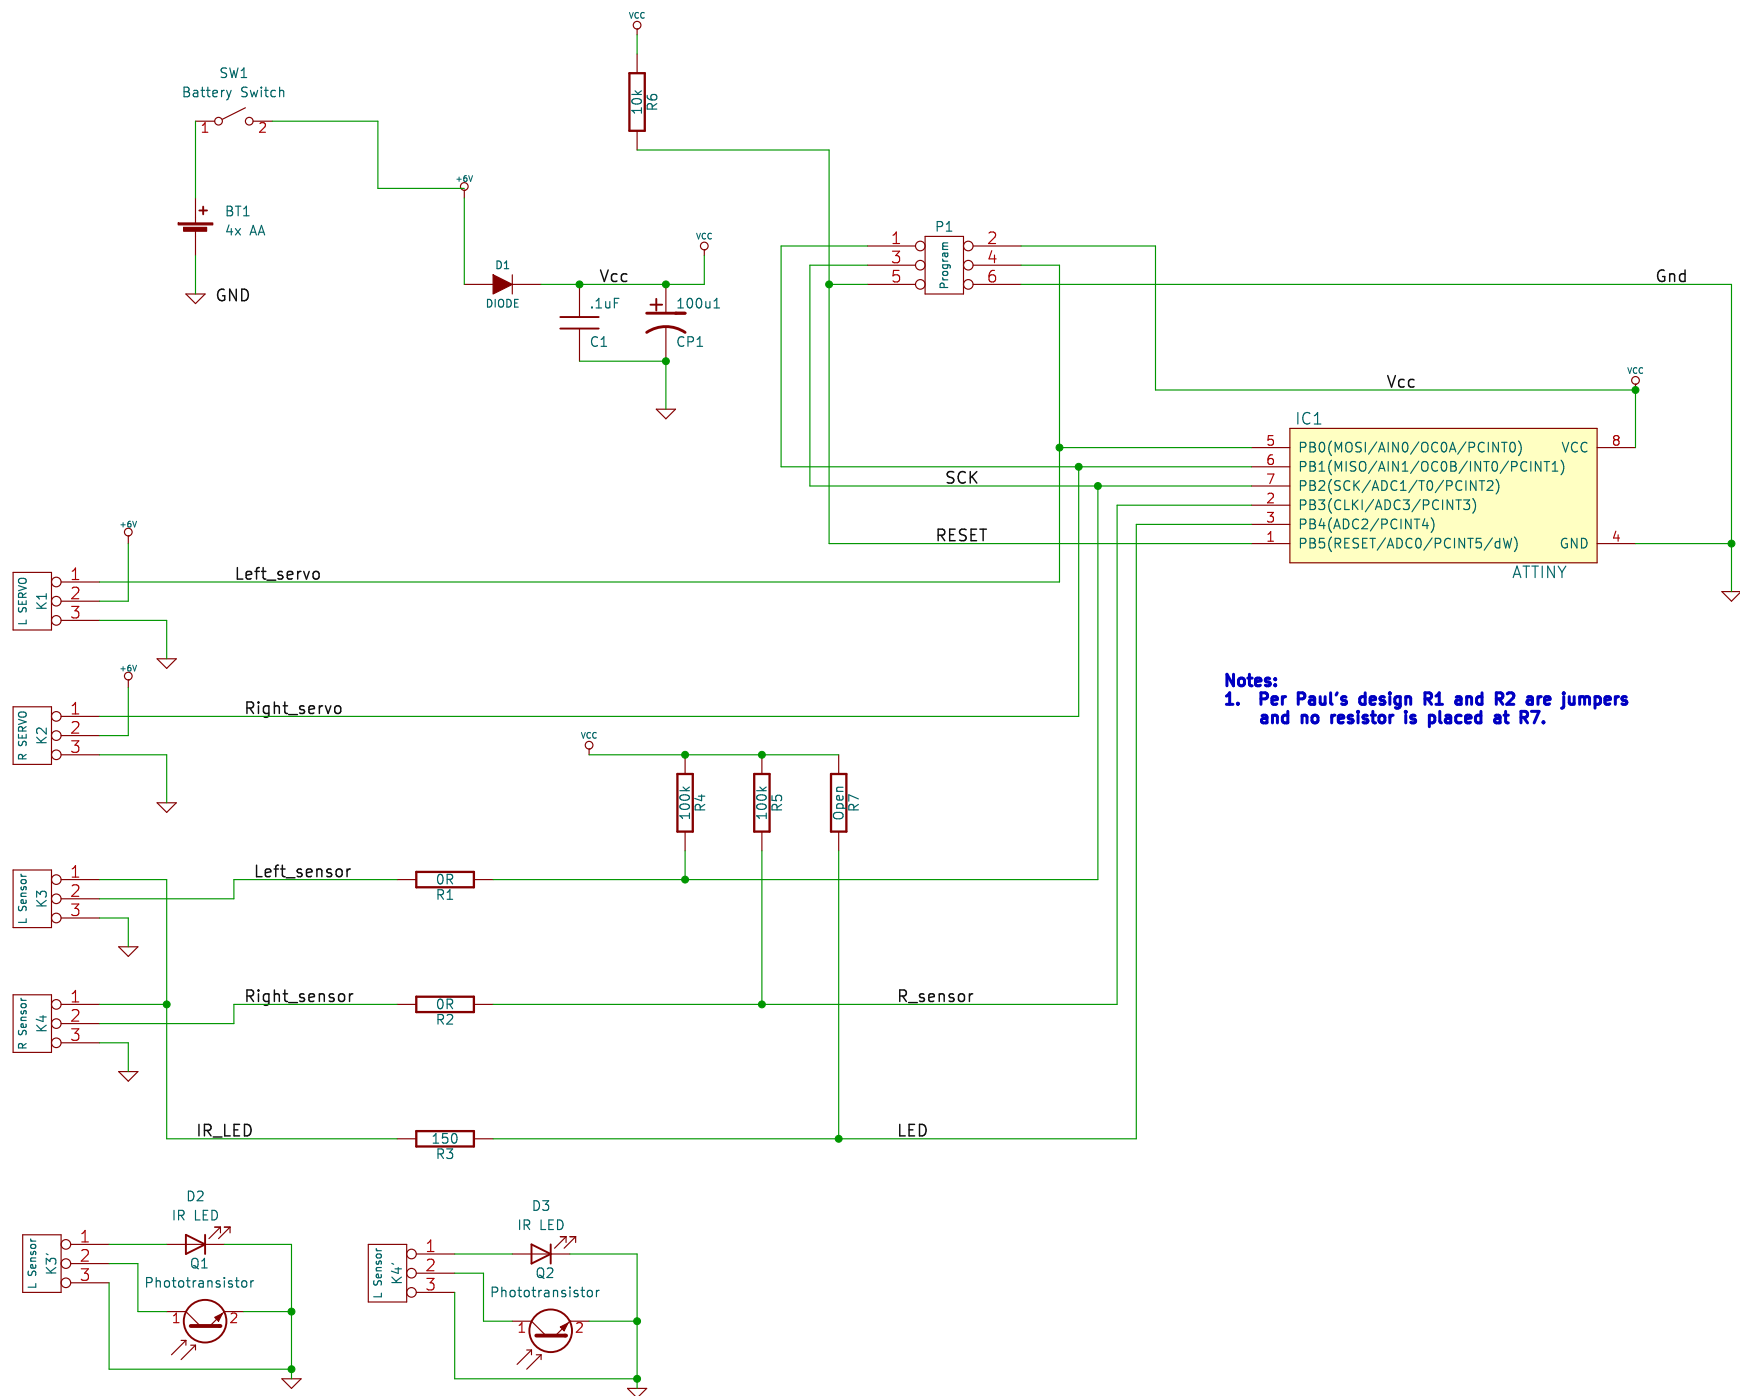 VCC
10k
R6
SW1
Battery Switch
1
2
+
BT1
4x AA
GND
+6V
D1
DIODE
Vcc
VCC
.1uF
C1
+
100u1
CP1
P1
Program
1
3
5
2
4
6
Gnd
Vcc
VCC
IC1
5
6
7
2
3
1
PB0(MOSI/AIN0/OC0A/PCINT0)
PB1(MISO/AIN1/OC0B/INT0/PCINT1)
PB2(SCK/ADC1/T0/PCINT2)
PB3(CLKI/ADC3/PCINT3)
PB4(ADC2/PCINT4)
PB5(RESET/ADC0/PCINT5/dW)
VCC
8
GND
4
ATTINY
SCK
RESET
+6V
L SERVO
K1
1
2
3
Left_servo
+6V
R SERVO
K2
1
2
3
Right_servo
Notes:
1. Per Paul's design R1 and R2 are jumpers
and no resistor is placed at R7.
VCC
100k
R4
100k
R5
Open
R7
L Sensor
K3
1
2
3
Left_sensor
0R
R1
R Sensor
K4
1
2
3
Right_sensor
0R
R2
R_sensor
IR_LED
150
R3
LED
D2
IR LED
L Sensor
K3'
1
2
3
Q1
Phototransistor
1
2
D3
IR LED
L Sensor
K4'
1
2
3
Q2
Phototransistor
1
2